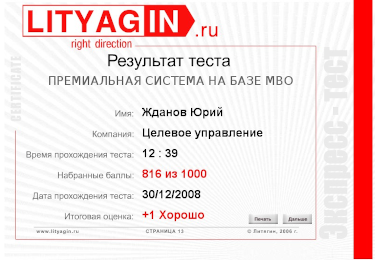 LITYAGIN.ru
right direction
Результат теста
ПРЕМИАЛЬНАЯ СИСТЕМА НА БАЗЕ МВО
CERTIFICATE
Имя: Жданов Юрий
Компания: Целевое управление
Время прохождения теста: 12 : 39
Набранные баллы: 816 из 1000
Дата прохождения теста: 30/12/2008
Итоговая оценка: +1 Хорошо
Печать Дальше
www.lityagin.ru СТРАНИЦА 13 © Литягин, 2006 г.
Экспресс - тест